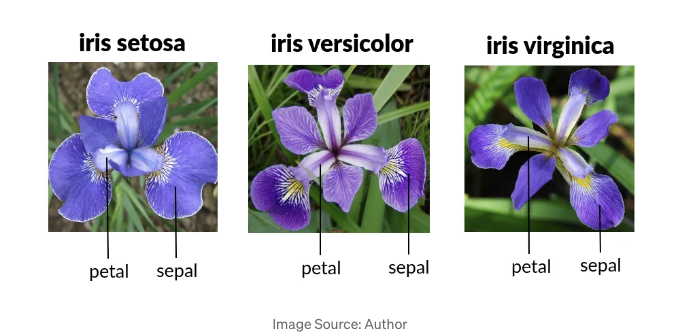 iris setosa iris versicolor iris virginica
petal sepal petal sepal petal sepal
Image Source: Author